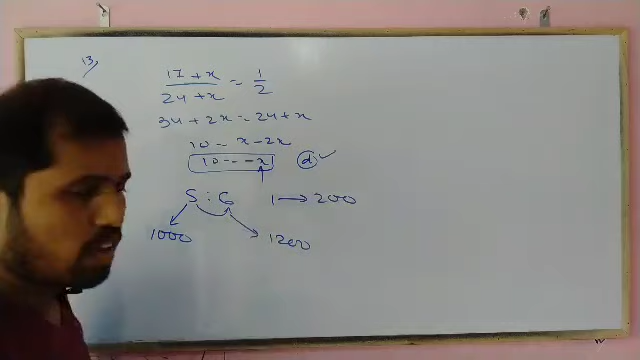 13
17 + x / 24 + x = 1 / 2
34 + 2x = 24 + x
10 = x - 2x
10 = - x (d) ✓
5 : 6 1 → 200
1000 1200